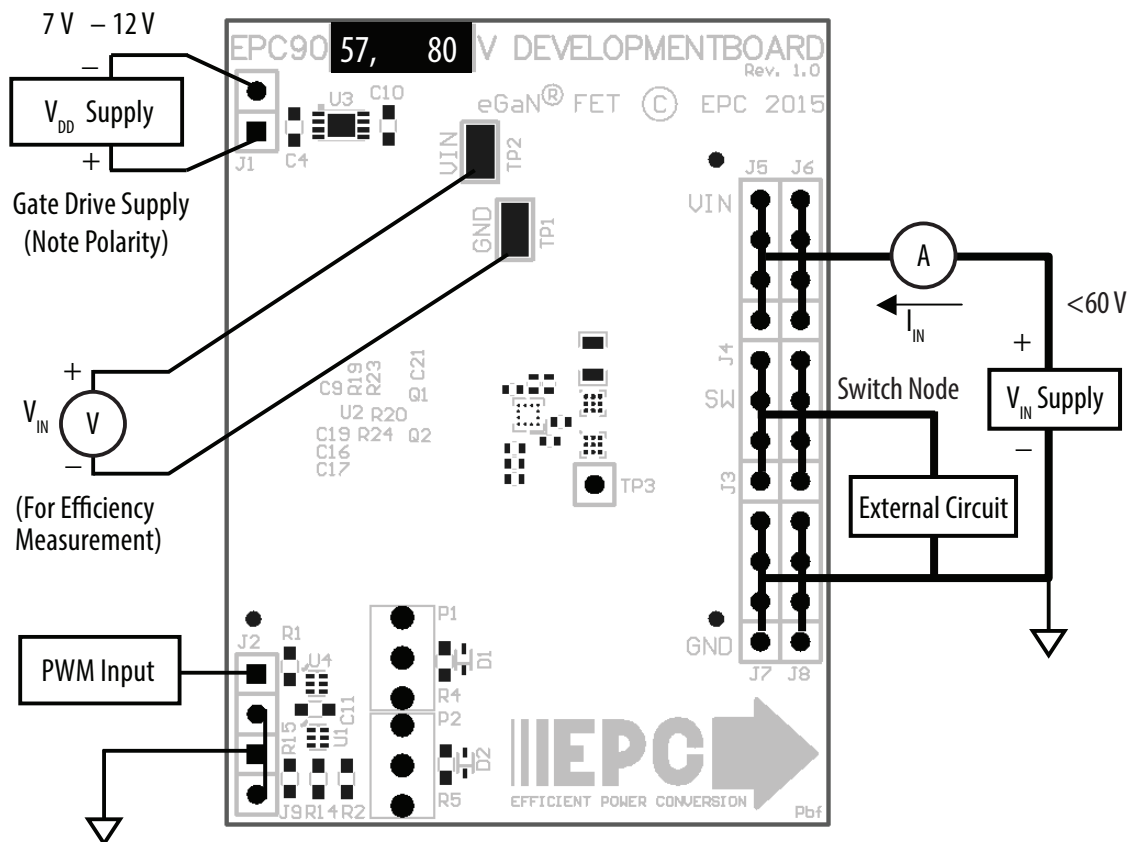 7 V – 12 V
–
V_DD Supply
+
Gate Drive Supply
(Note Polarity)
EPC90 57, 80 V DEVELOPMENTBOARD
Rev. 1.0
eGaN® FET © EPC 2015
J1
C4
U3
C10
VIN
TP2
GND
TP1
+
V_IN
V
–
(For Efficiency
Measurement)
C9
R19
R23
C21
Q1
U2
R20
C19
R24
Q2
C16
C17
TP3
J5
J6
VIN
J4
SW
J3
GND
J7
J8
A
I_IN
<60 V
+
V_IN Supply
–
Switch Node
External Circuit
PWM Input
J2
R1
U4
C11
R15
U1
J9
R14
R2
P1
D1
R4
P2
D2
R5
EPC
EFFICIENT POWER CONVERSION
Pbf